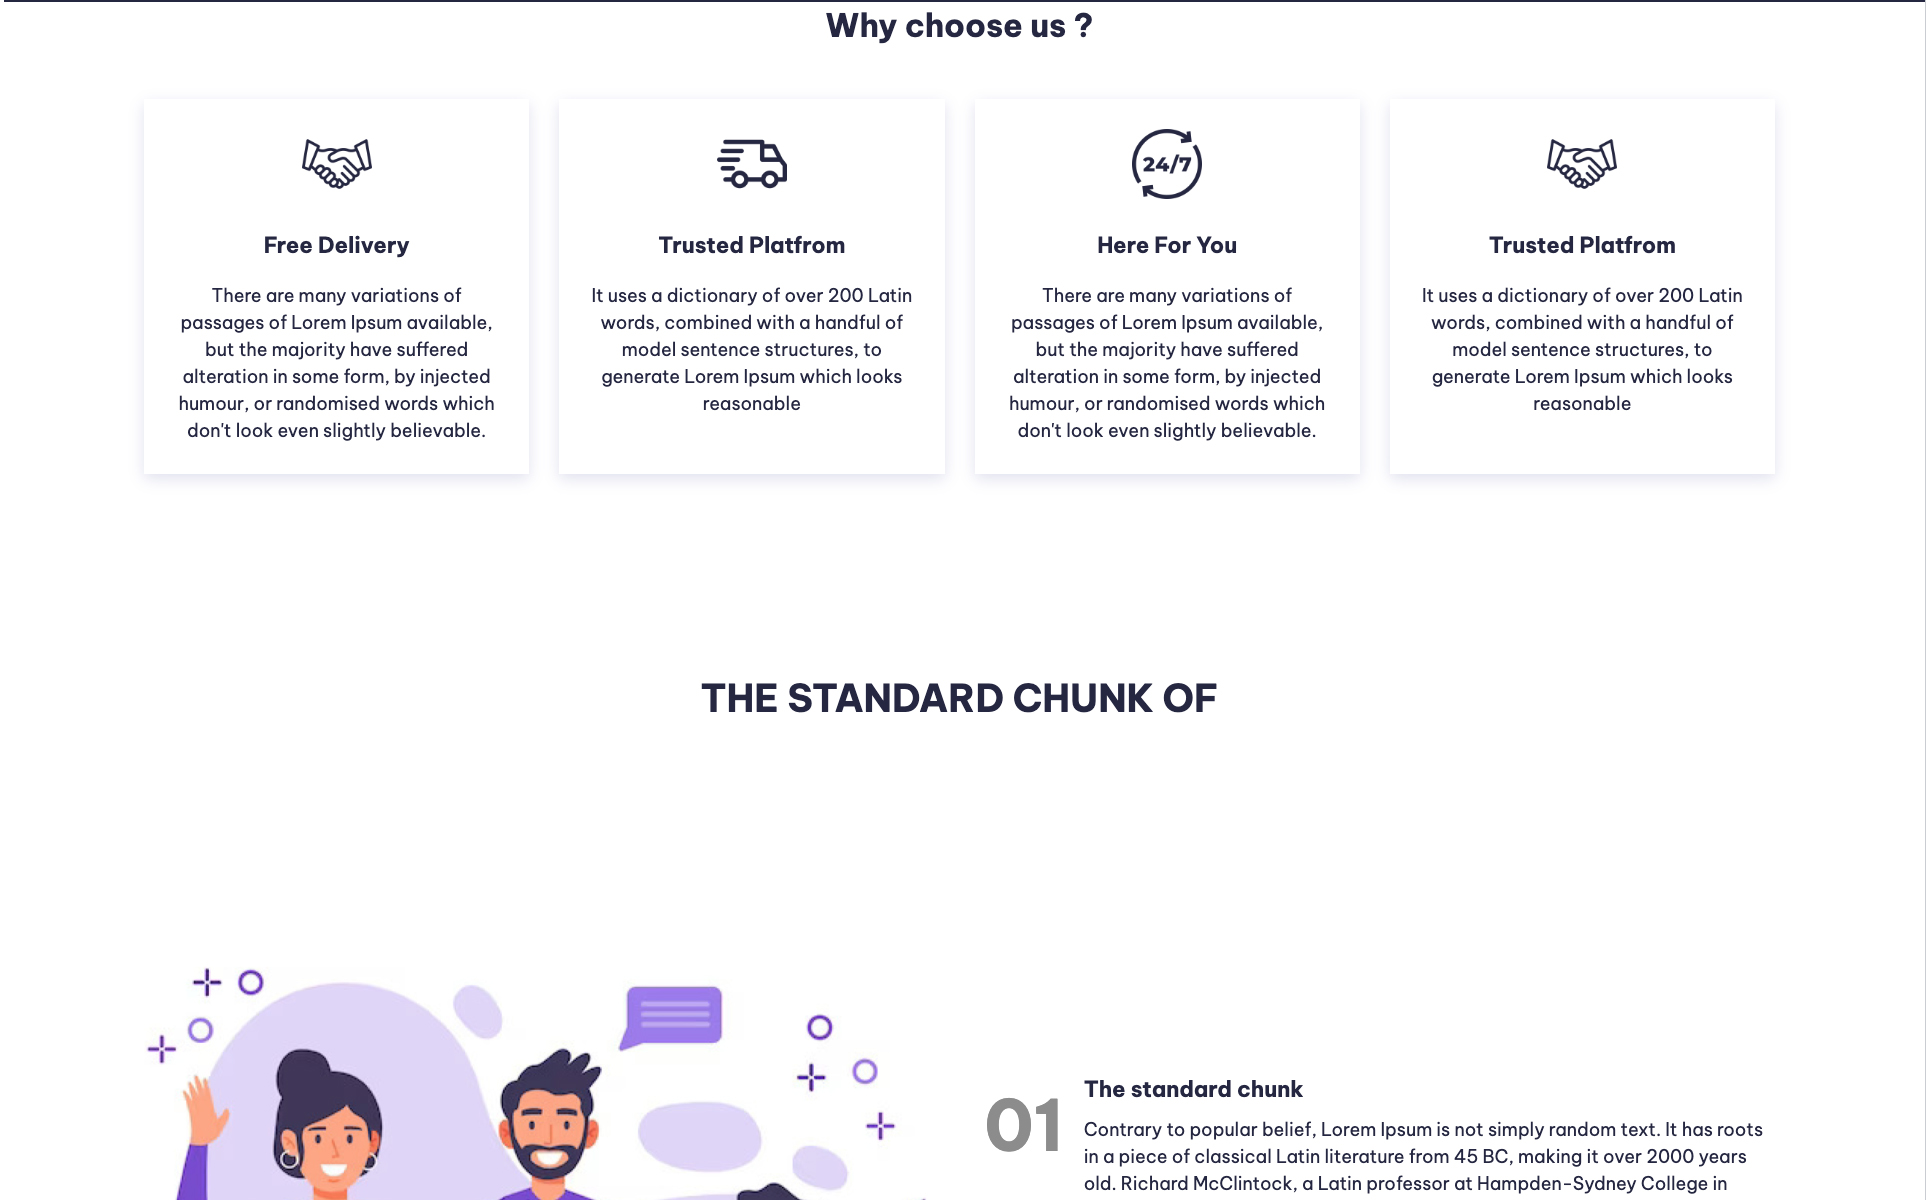 Why choose us ?
Free Delivery
There are many variations of
passages of Lorem Ipsum available,
but the majority have suffered
alteration in some form, by injected
humour, or randomised words which
don't look even slightly believable.
Trusted Platfrom
It uses a dictionary of over 200 Latin
words, combined with a handful of
model sentence structures, to
generate Lorem Ipsum which looks
reasonable
24/7
Here For You
There are many variations of
passages of Lorem Ipsum available,
but the majority have suffered
alteration in some form, by injected
humour, or randomised words which
don't look even slightly believable.
Trusted Platfrom
It uses a dictionary of over 200 Latin
words, combined with a handful of
model sentence structures, to
generate Lorem Ipsum which looks
reasonable
THE STANDARD CHUNK OF
01
The standard chunk
Contrary to popular belief, Lorem Ipsum is not simply random text. It has roots
in a piece of classical Latin literature from 45 BC, making it over 2000 years
old. Richard McClintock, a Latin professor at Hampden-Sydney College in